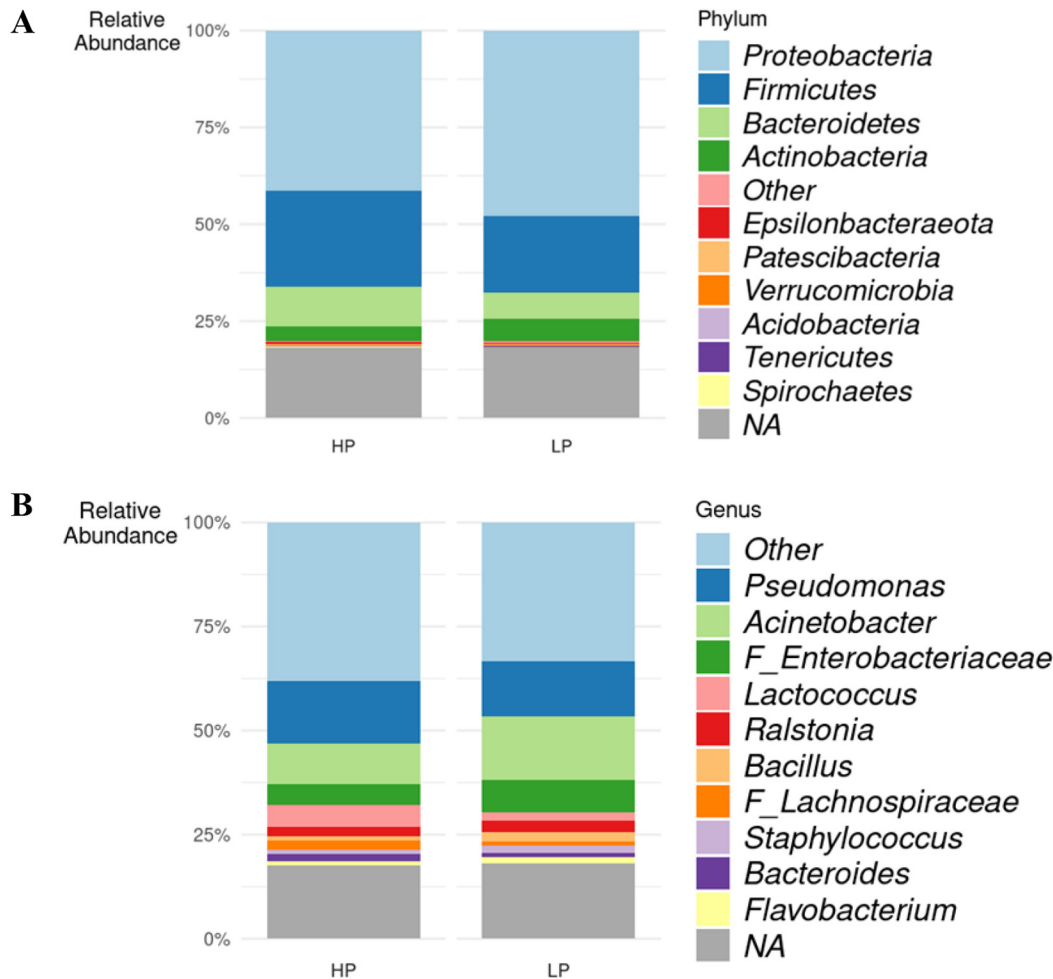 A
Relative
Abundance
100%
75%
50%
25%
0%
HP
LP
Phylum
Proteobacteria
Firmicutes
Bacteroidetes
Actinobacteria
Other
Epsilonbacteraeota
Patescibacteria
Verrucomicrobia
Acidobacteria
Tenericutes
Spirochaetes
NA
B
Relative
Abundance
100%
75%
50%
25%
0%
HP
LP
Genus
Other
Pseudomonas
Acinetobacter
F_Enterobacteriaceae
Lactococcus
Ralstonia
Bacillus
F_Lachnospiraceae
Staphylococcus
Bacteroides
Flavobacterium
NA